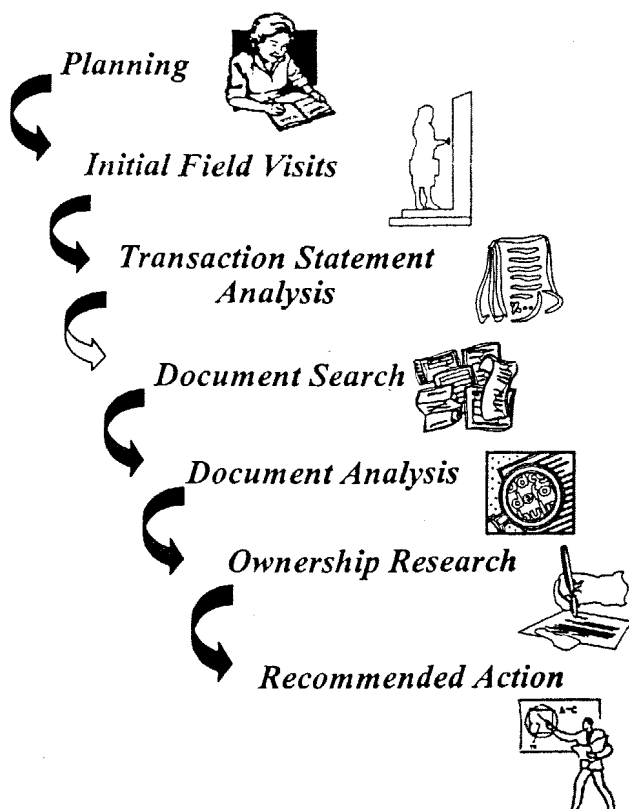 Planning
Initial Field Visits
Transaction Statement
Analysis
Document Search
Document Analysis
Ownership Research
Recommended Action
A-C